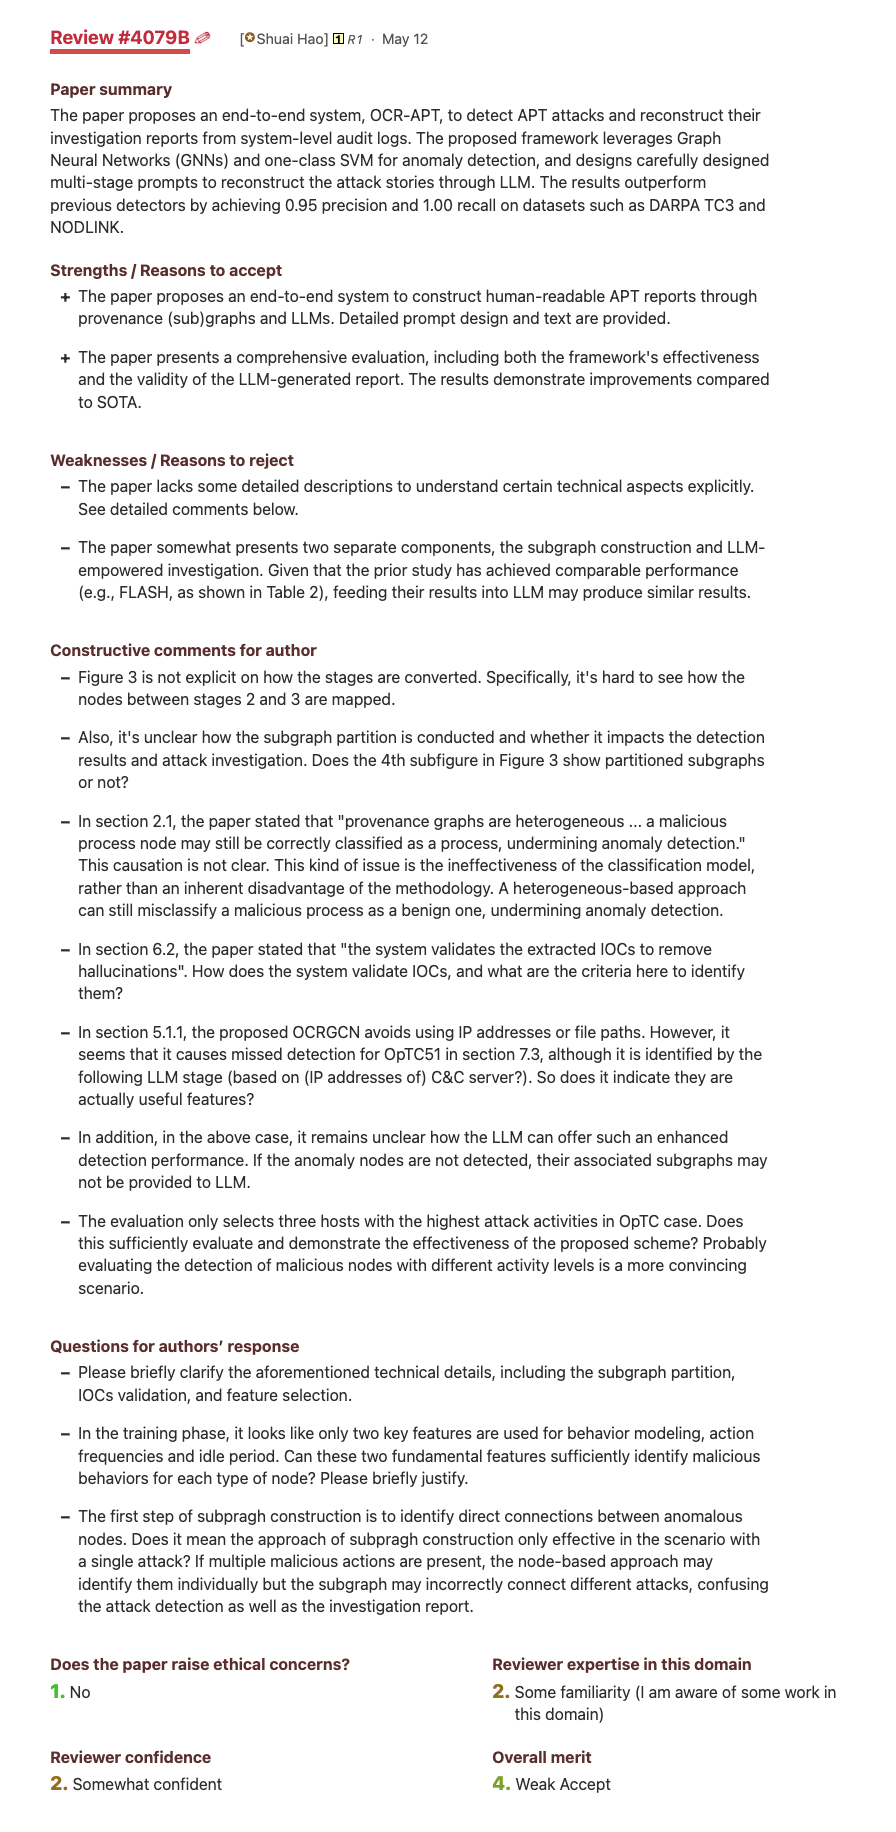 Review #4079B [Shuai Hao] 1 R1 · May 12
Paper summary
The paper proposes an end-to-end system, OCR-APT, to detect APT attacks and reconstruct their
investigation reports from system-level audit logs. The proposed framework leverages Graph
Neural Networks (GNNs) and one-class SVM for anomaly detection, and designs carefully designed
multi-stage prompts to reconstruct the attack stories through LLM. The results outperform
previous detectors by achieving 0.95 precision and 1.00 recall on datasets such as DARPA TC3 and
NODLINK.
Strengths / Reasons to accept
+ The paper proposes an end-to-end system to construct human-readable APT reports through
provenance (sub)graphs and LLMs. Detailed prompt design and text are provided.
+ The paper presents a comprehensive evaluation, including both the framework's effectiveness
and the validity of the LLM-generated report. The results demonstrate improvements compared
to SOTA.
Weaknesses / Reasons to reject
– The paper lacks some detailed descriptions to understand certain technical aspects explicitly.
See detailed comments below.
– The paper somewhat presents two separate components, the subgraph construction and LLM-
empowered investigation. Given that the prior study has achieved comparable performance
(e.g., FLASH, as shown in Table 2), feeding their results into LLM may produce similar results.
Constructive comments for author
– Figure 3 is not explicit on how the stages are converted. Specifically, it's hard to see how the
nodes between stages 2 and 3 are mapped.
– Also, it's unclear how the subgraph partition is conducted and whether it impacts the detection
results and attack investigation. Does the 4th subfigure in Figure 3 show partitioned subgraphs
or not?
– In section 2.1, the paper stated that "provenance graphs are heterogeneous ... a malicious
process node may still be correctly classified as a process, undermining anomaly detection."
This causation is not clear. This kind of issue is the ineffectiveness of the classification model,
rather than an inherent disadvantage of the methodology. A heterogeneous-based approach
can still misclassify a malicious process as a benign one, undermining anomaly detection.
– In section 6.2, the paper stated that "the system validates the extracted IOCs to remove
hallucinations". How does the system validate IOCs, and what are the criteria here to identify
them?
– In section 5.1.1, the proposed OCRGCN avoids using IP addresses or file paths. However, it
seems that it causes missed detection for OpTC51 in section 7.3, although it is identified by the
following LLM stage (based on (IP addresses of) C&C server?). So does it indicate they are
actually useful features?
– In addition, in the above case, it remains unclear how the LLM can offer such an enhanced
detection performance. If the anomaly nodes are not detected, their associated subgraphs may
not be provided to LLM.
– The evaluation only selects three hosts with the highest attack activities in OpTC case. Does
this sufficiently evaluate and demonstrate the effectiveness of the proposed scheme? Probably
evaluating the detection of malicious nodes with different activity levels is a more convincing
scenario.
Questions for authors’ response
– Please briefly clarify the aforementioned technical details, including the subgraph partition,
IOCs validation, and feature selection.
– In the training phase, it looks like only two key features are used for behavior modeling, action
frequencies and idle period. Can these two fundamental features sufficiently identify malicious
behaviors for each type of node? Please briefly justify.
– The first step of subpragh construction is to identify direct connections between anomalous
nodes. Does it mean the approach of subpragh construction only effective in the scenario with
a single attack? If multiple malicious actions are present, the node-based approach may
identify them individually but the subgraph may incorrectly connect different attacks, confusing
the attack detection as well as the investigation report.
Does the paper raise ethical concerns?
1. No
Reviewer expertise in this domain
2. Some familiarity (I am aware of some work in
this domain)
Reviewer confidence
2. Somewhat confident
Overall merit
4. Weak Accept